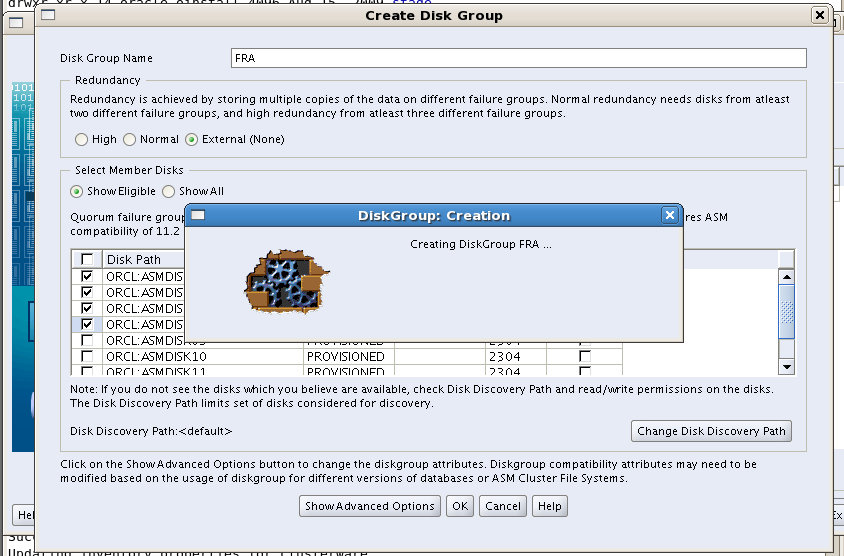 Create Disk Group
Disk Group Name
FRA
Redundancy
Redundancy is achieved by storing multiple copies of the data on different failure groups. Normal redundancy needs disks from atleast
two different failure groups, and high redundancy from atleast three different failure groups.
High Normal External (None)
Select Member Disks
Show Eligible Show All
Quorum failure group
res ASM
compatibility of 11.2
DiskGroup: Creation
Creating DiskGroup FRA ...
Disk Path
ORCL:ASMDIS
ORCL:ASMDIS
ORCL:ASMDIS
ORCL:ASMDIS
ORCL:ASMDISK10 PROVISIONED 2304
ORCL:ASMDISK11 PROVISIONED 2304
Note: If you do not see the disks which you believe are available, check Disk Discovery Path and read/write permissions on the disks.
The Disk Discovery Path limits set of disks considered for discovery.
Disk Discovery Path:<default>
Change Disk Discovery Path
Click on the Show Advanced Options button to change the diskgroup attributes. Diskgroup compatibility attributes may need to be
modified based on the usage of diskgroup for different versions of databases or ASM Cluster File Systems.
Show Advanced Options OK Cancel Help
Hel
Ex
Succ
Updating inventory properties for clusterware